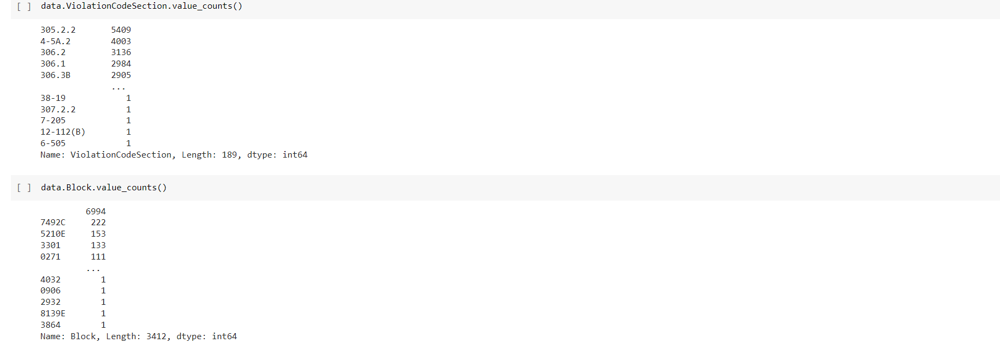 [ ] data.ViolationCodeSection.value_counts()
305.2.2 5409
4-5A.2 4003
306.2 3136
306.1 2984
306.3B 2905
...
38-19 1
307.2.2 1
7-205 1
12-112(B) 1
6-505 1
Name: ViolationCodeSection, Length: 189, dtype: int64
[ ] data.Block.value_counts()
6994
7492C 222
5210E 153
3301 133
0271 111
...
4032 1
0906 1
2932 1
8139E 1
3864 1
Name: Block, Length: 3412, dtype: int64